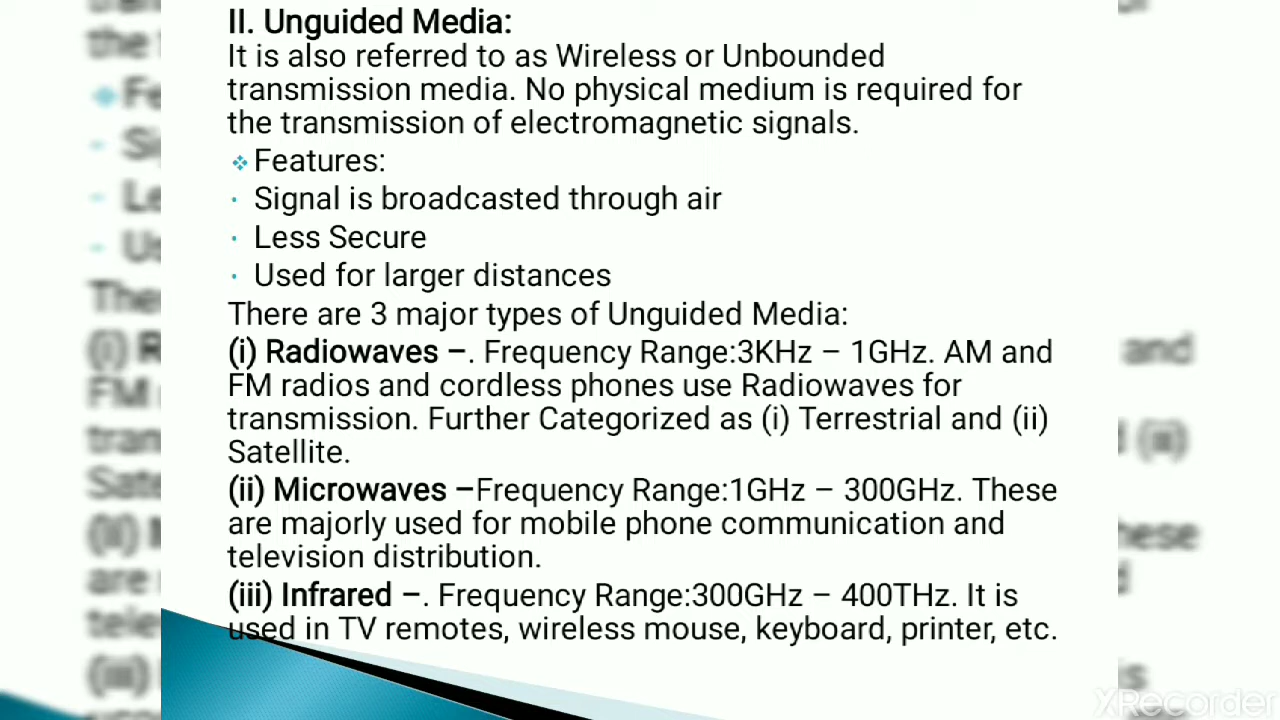 II. Unguided Media:
It is also referred to as Wireless or Unbounded
transmission media. No physical medium is required for
the transmission of electromagnetic signals.
❖Features:
· Signal is broadcasted through air
· Less Secure
· Used for larger distances
There are 3 major types of Unguided Media:
(i) Radiowaves –. Frequency Range:3KHz – 1GHz. AM and
FM radios and cordless phones use Radiowaves for
transmission. Further Categorized as (i) Terrestrial and (ii)
Satellite.
(ii) Microwaves –Frequency Range:1GHz – 300GHz. These
are majorly used for mobile phone communication and
television distribution.
(iii) Infrared –. Frequency Range:300GHz – 400THz. It is
used in TV remotes, wireless mouse, keyboard, printer, etc.
XRecorder